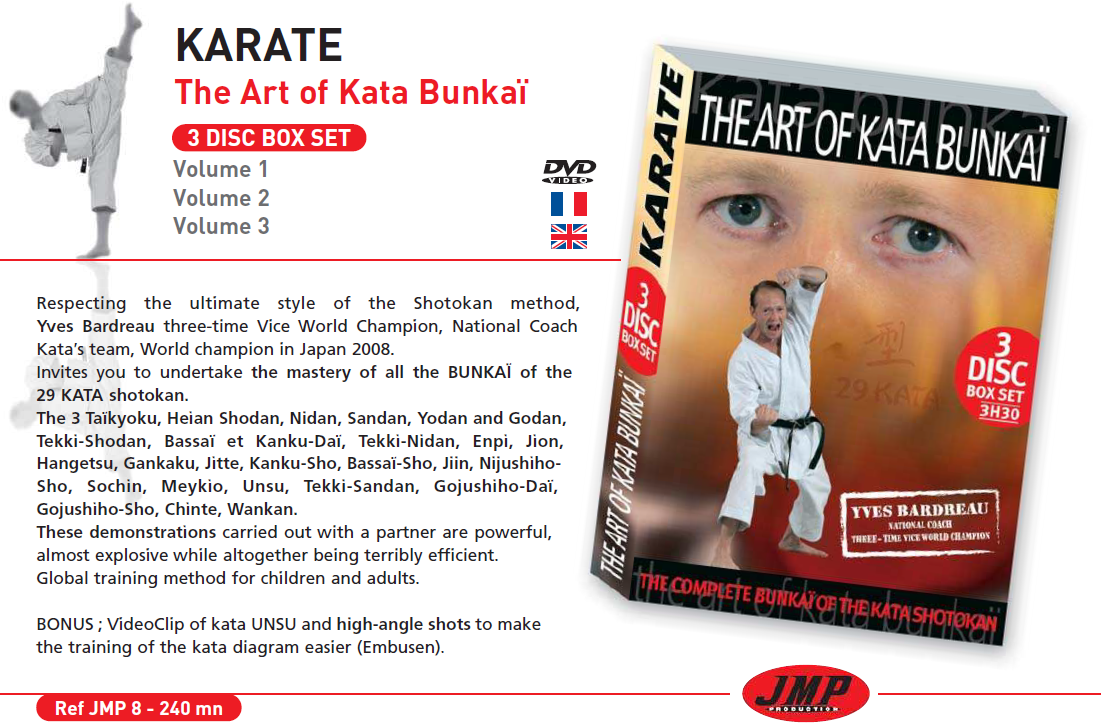 KARATE
The Art of Kata Bunkaï
3 DISC BOX SET
Volume 1
Volume 2
Volume 3
DVD
VIDEO
Respecting the ultimate style of the Shotokan method,
Yves Bardreau three-time Vice World Champion, National Coach
Kata's team, World champion in Japan 2008.
Invites you to undertake the mastery of all the BUNKAÏ of the
29 KATA shotokan.
The 3 Taïkyoku, Heian Shodan, Nidan, Sandan, Yodan and Godan,
Tekki-Shodan, Bassaï et Kanku-Daï, Tekki-Nidan, Enpi, Jion,
Hangetsu, Gankaku, Jitte, Kanku-Sho, Bassaï-Sho, Jiin, Nijushiho-
Sho, Sochin, Meykio, Unsu, Tekki-Sandan, Gojushiho-Daï,
Gojushiho-Sho, Chinte, Wankan.
These demonstrations carried out with a partner are powerful,
almost explosive while altogether being terribly efficient.
Global training method for children and adults.
BONUS ; VideoClip of kata UNSU and high-angle shots to make
the training of the kata diagram easier (Embusen).
Ref JMP 8 - 240 mn
KARATE
3
DISC
BOX SET
THE ART OF KATA BUNKAÏ
kata bunkaï
THE ART OF KATA BUNKAÏ
型
29 KATA
3
DISC
BOX SET
3H30
YVES BARDREAU
NATIONAL COACH
THREE-TIME VICE WORLD CHAMPION
THE COMPLETE BUNKAÏ OF THE KATA SHOTOKAN
the art of kata bunkaï
JMP
PRODUCTION